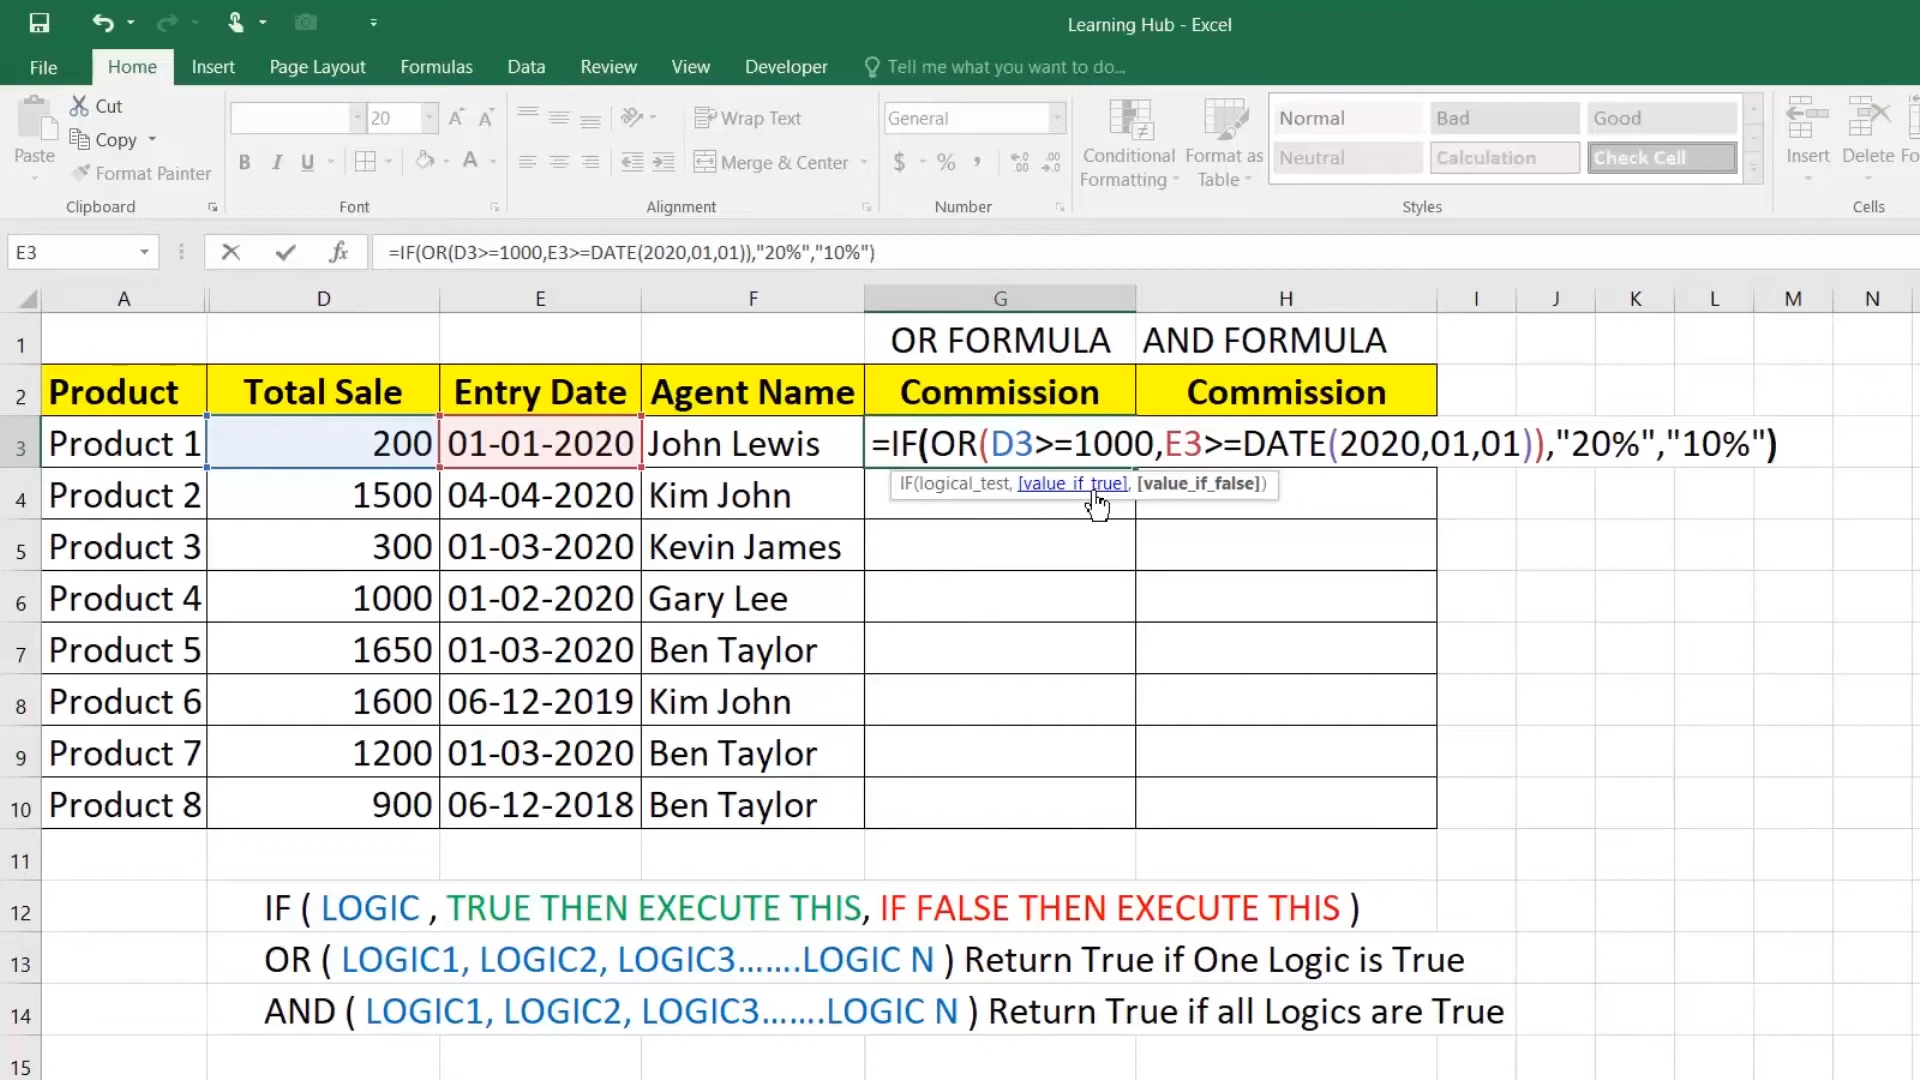 Learning Hub - Excel
File Home Insert Page Layout Formulas Data Review View Developer Tell me what you want to do...
Paste
Cut
Copy
Format Painter
Clipboard
20
B I U
Font
Wrap Text
Merge & Center
Alignment
General
$ % ,
Number
Conditional Formatting
Format as Table
Normal Bad Good
Neutral Calculation Check Cell
Styles
Insert Delete Fo
Cells
E3 fx =IF(OR(D3>=1000,E3>=DATE(2020,01,01)),"20%","10%")
A D E F G H I J K L M N
1 OR FORMULA AND FORMULA
2 Product Total Sale Entry Date Agent Name Commission Commission
3 Product 1 200 01-01-2020 John Lewis =IF(OR(D3>=1000,E3>=DATE(2020,01,01)),"20%","10%")
IF(logical_test, [value_if_true], [value_if_false])
4 Product 2 1500 04-04-2020 Kim John
5 Product 3 300 01-03-2020 Kevin James
6 Product 4 1000 01-02-2020 Gary Lee
7 Product 5 1650 01-03-2020 Ben Taylor
8 Product 6 1600 06-12-2019 Kim John
9 Product 7 1200 01-03-2020 Ben Taylor
10 Product 8 900 06-12-2018 Ben Taylor
11
12 IF ( LOGIC , TRUE THEN EXECUTE THIS, IF FALSE THEN EXECUTE THIS )
13 OR ( LOGIC1, LOGIC2, LOGIC3.......LOGIC N ) Return True if One Logic is True
14 AND ( LOGIC1, LOGIC2, LOGIC3.......LOGIC N ) Return True if all Logics are True
15